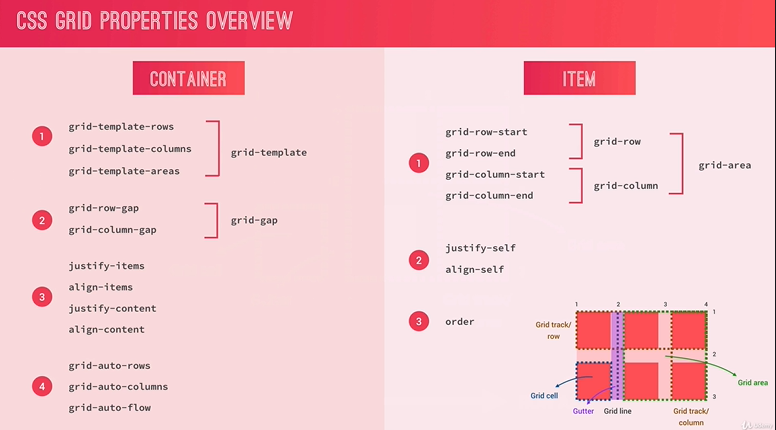 CSS GRID PROPERTIES OVERVIEW
CONTAINER
1
grid-template-rows
grid-template-columns
grid-template-areas
grid-template
2
grid-row-gap
grid-column-gap
grid-gap
3
justify-items
align-items
justify-content
align-content
4
grid-auto-rows
grid-auto-columns
grid-auto-flow
ITEM
1
grid-row-start
grid-row-end
grid-column-start
grid-column-end
grid-row
grid-column
grid-area
2
justify-self
align-self
3
order
1 2 3 4
1
2
3
Grid track/
row
Grid cell
Gutter
Grid line
Grid track/
column
Grid area
Udemy